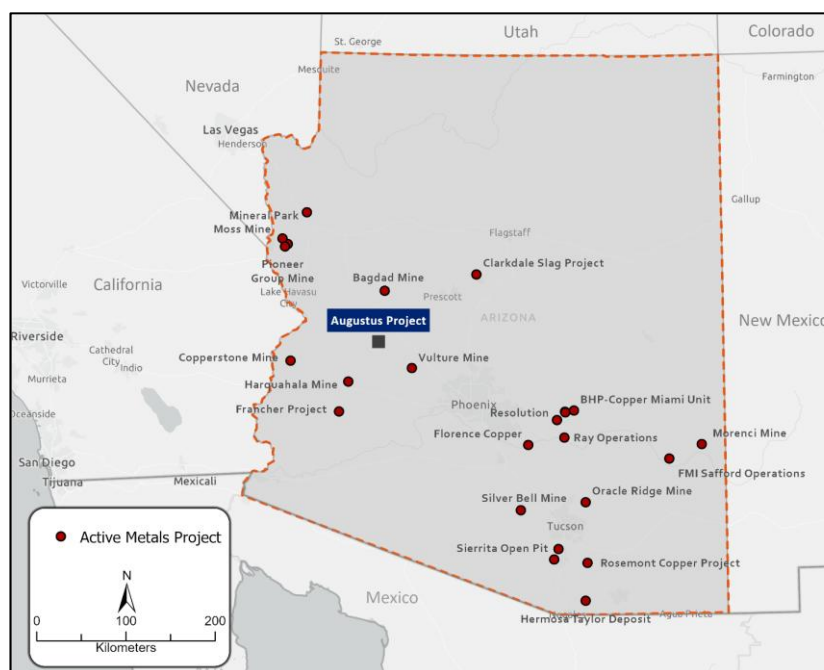 Utah
Colorado
St. George
Mesquite
Farmington
Nevada
Las Vegas
Henderson
Gallup
Mineral Park
Moss Mine
Flagstaff
Pioneer
Group Mine
Clarkdale Slag Project
Bagdad Mine
Lake Havasu
City
Prescott
Victorville
California
Augustus Project
ARIZONA
New Mexico
Riverside
Cathedral
City
Indio
Murrieta
Copperstone Mine
Vulture Mine
Harquahala Mine
Oceanside
Francher Project
Phoenix
BHP-Copper Miami Unit
Resolution
Florence Copper
Ray Operations
Morenci Mine
San Diego
Tijuana
Mexicali
FMI Safford Operations
Silver Bell Mine
Oracle Ridge Mine
Tucson
Active Metals Project
Sierrita Open Pit
Rosemont Copper Project
N
Mexico
Nogales
Agua Prieta
Hermosa Taylor Deposit
0 100 200
Kilometers